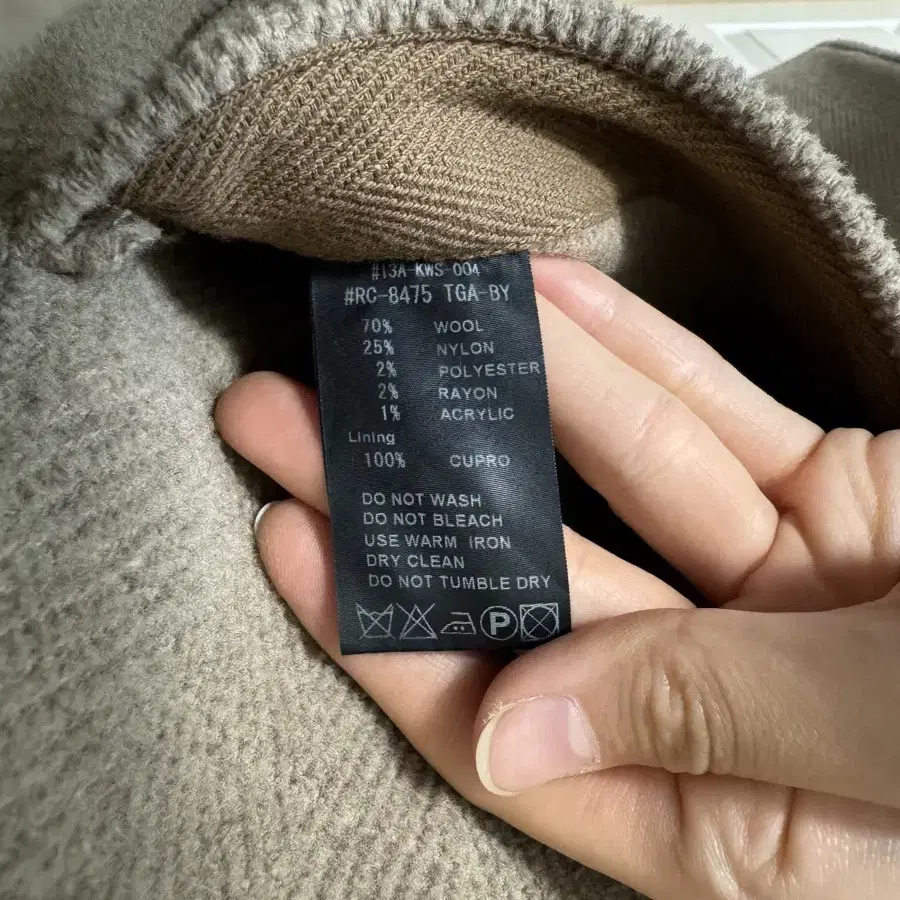 #13A-KWS-004
#RC-8475 TGA-BY
70% WOOL
25% NYLON
2% POLYESTER
2% RAYON
1% ACRYLIC
Lining
100% CUPRO
DO NOT WASH
DO NOT BLEACH
USE WARM IRON
DRY CLEAN
DO NOT TUMBLE DRY
P